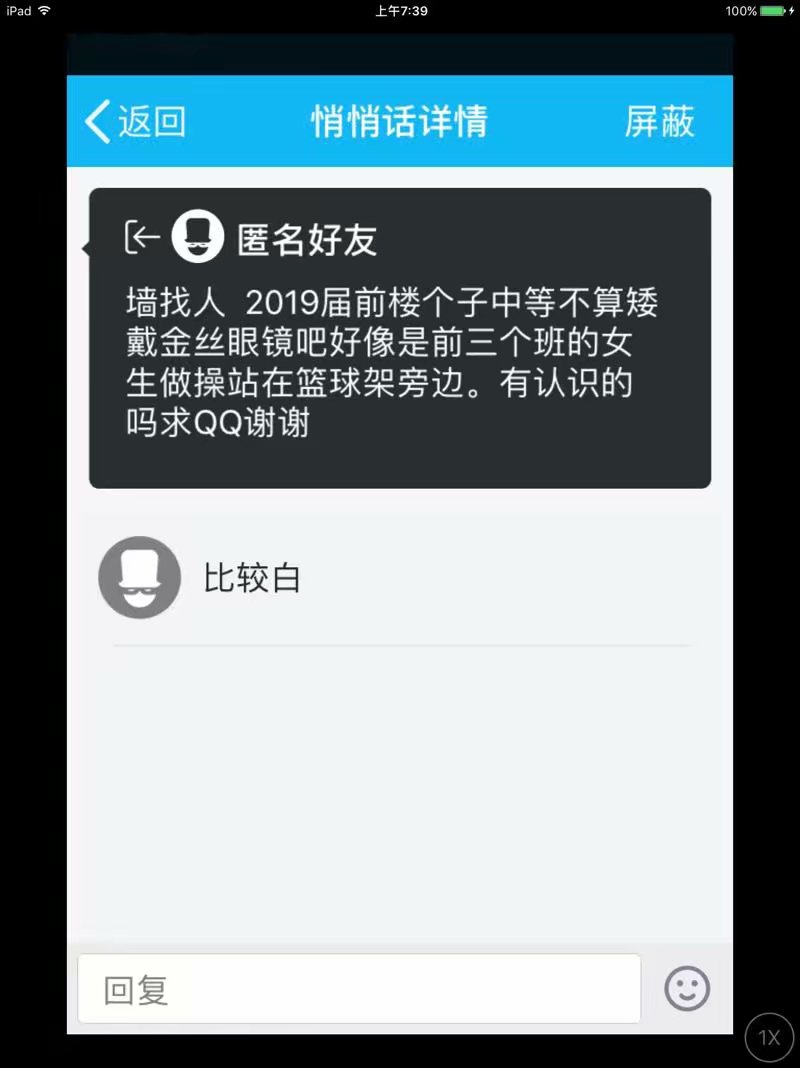 iPad 上午7:39 100%
返回 悄悄话详情 屏蔽
匿名好友
墙找人 2019届前楼个子中等不算矮
戴金丝眼镜吧好像是前三个班的女
生做操站在篮球架旁边。有认识的
吗求QQ谢谢
比较白
回复
1X